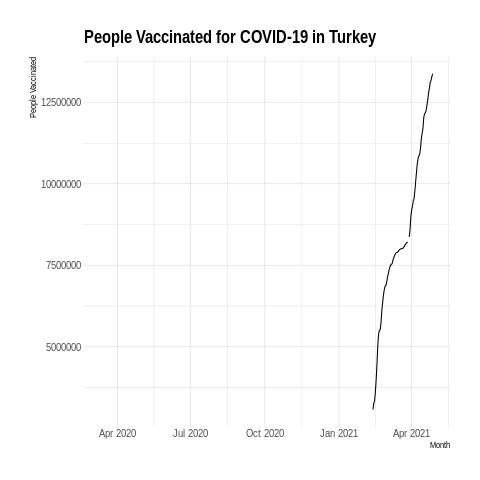 People Vaccinated for COVID-19 in Turkey
People Vaccinated
12500000
10000000
7500000
5000000
Apr 2020 Jul 2020 Oct 2020 Jan 2021 Apr 2021
Month